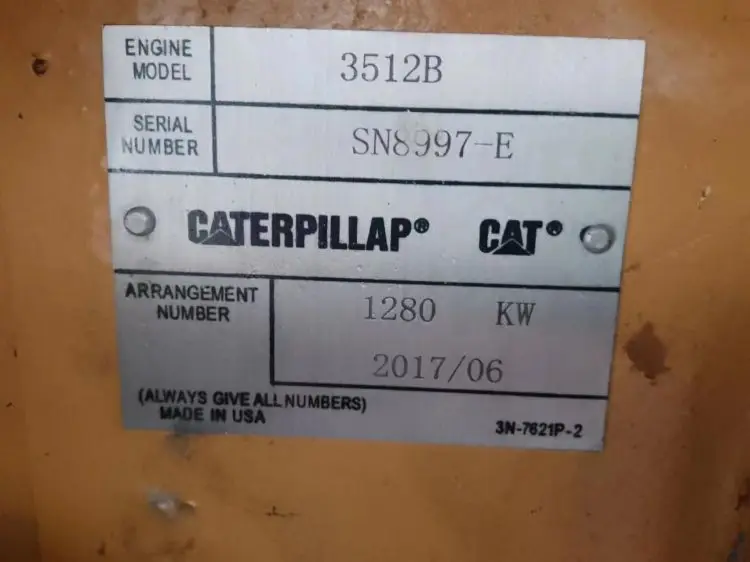 ENGINE
MODEL
3512B
SERIAL
NUMBER
SN8997-E
CATERPILLAP® CAT®
ARRANGEMENT
NUMBER
1280 KW
2017/06
(ALWAYS GIVE ALL NUMBERS)
MADE IN USA
3N-7621P-2